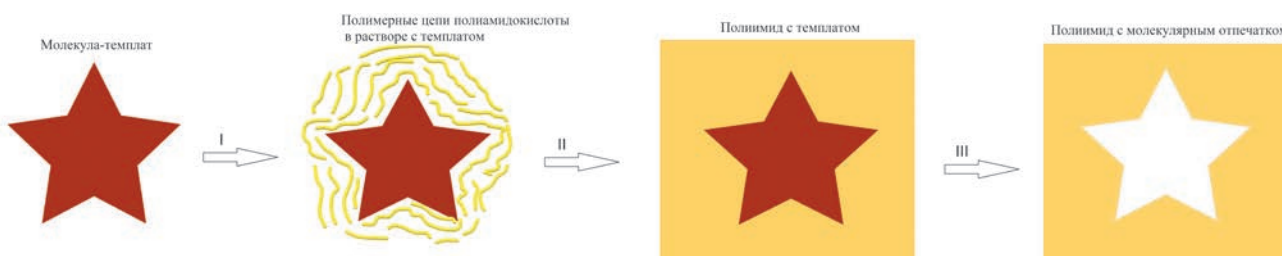 Молекула-темплат
Полимерные цепи полиамидокислоты
в растворе с темплатом
Полиимид с темплатом
Полиимид с молекулярным отпечатком
I
II
III